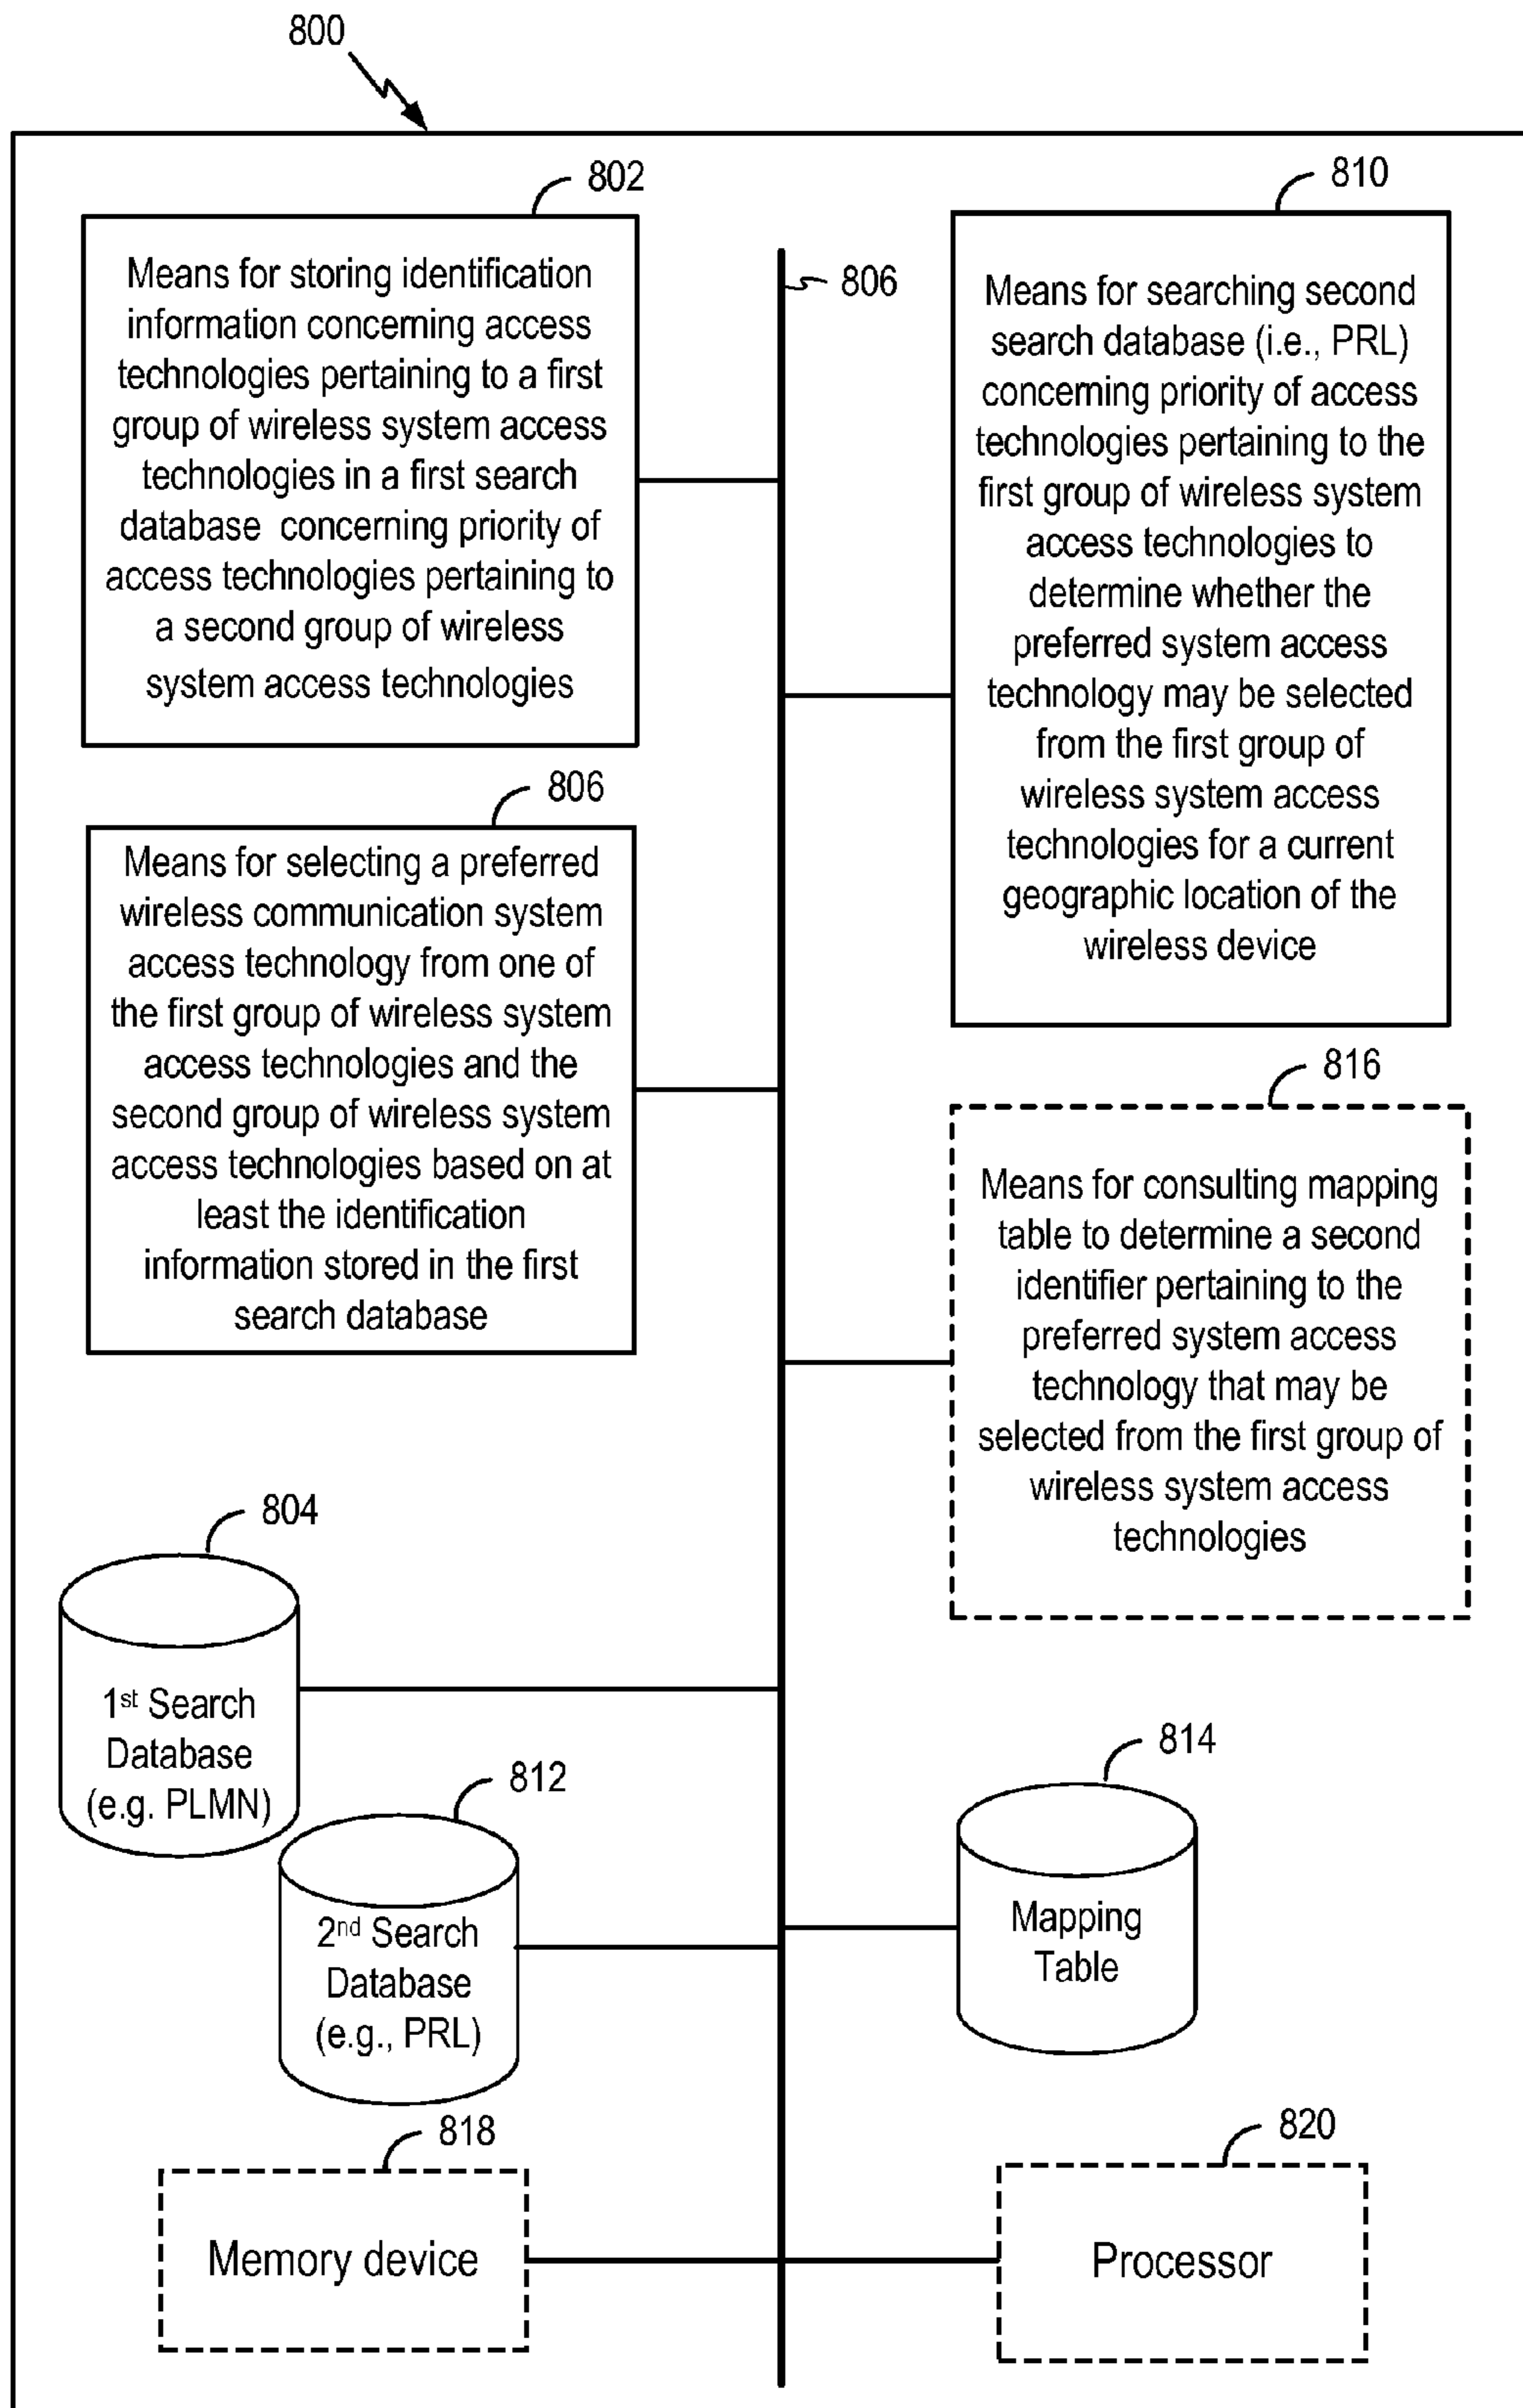 800
802
Means for storing identification
information concerning access
technologies pertaining to a first
group of wireless system access
technologies in a first search
database concerning priority of
access technologies pertaining to
a second group of wireless
system access technologies
806
810
Means for searching second
search database (i.e., PRL)
concerning priority of access
technologies pertaining to the
first group of wireless system
access technologies to
determine whether the
preferred system access
technology may be selected
from the first group of
wireless system access
technologies for a current
geographic location of the
wireless device
806
Means for selecting a preferred
wireless communication system
access technology from one of
the first group of wireless system
access technologies and the
second group of wireless system
access technologies based on at
least the identification
information stored in the first
search database
816
Means for consulting mapping
table to determine a second
identifier pertaining to the
preferred system access
technology that may be
selected from the first group of
wireless system access
technologies
804
1st Search
Database
(e.g. PLMN)
812
2nd Search
Database
(e.g., PRL)
814
Mapping
Table
818
Memory device
820
Processor